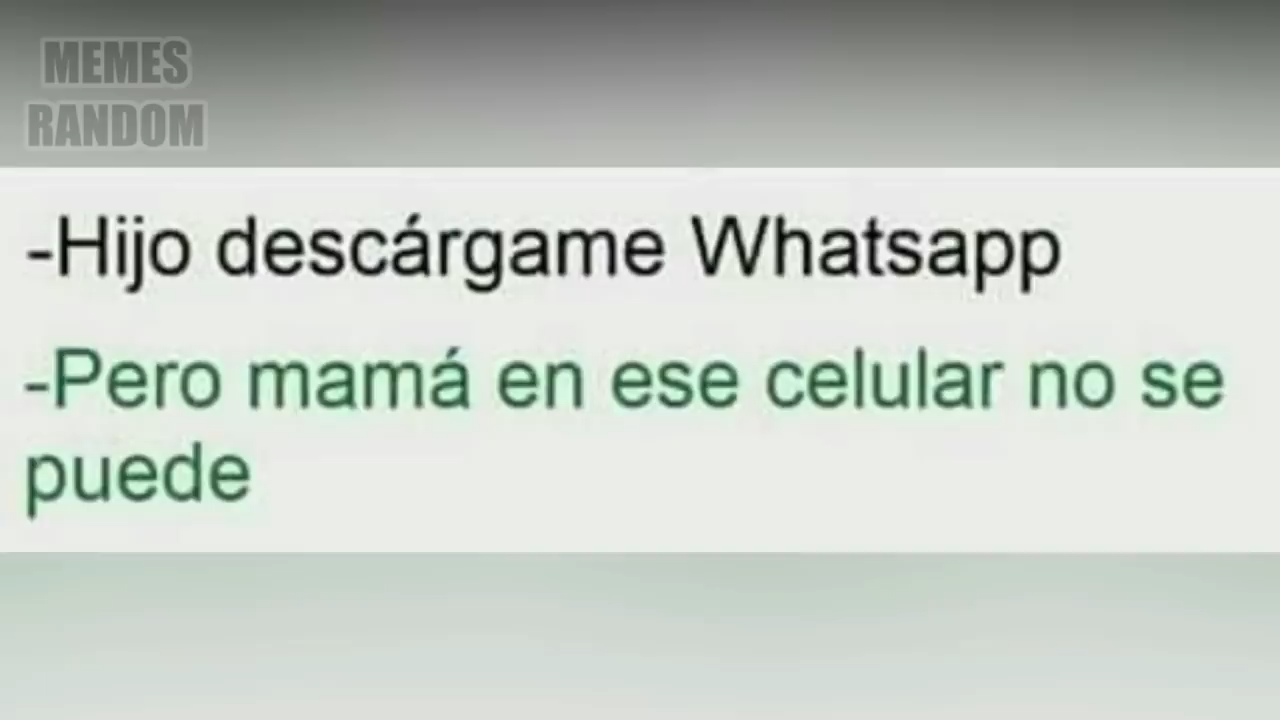 MEMES
RANDOM
-Hijo descárgame Whatsapp
-Pero mamá en ese celular no se
puede